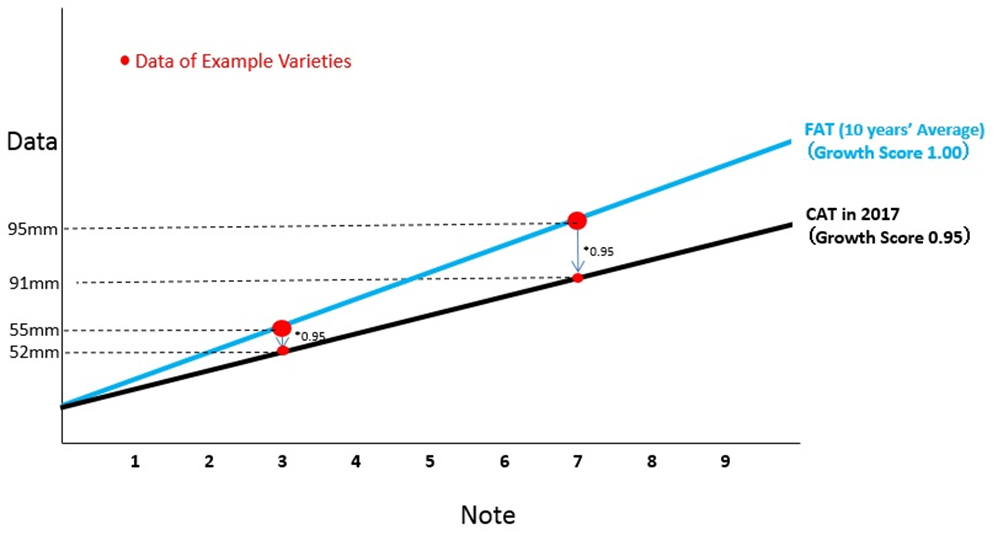 • Data of Example Varieties
Data
FAT (10 years’ Average)
(Growth Score 1.00)
CAT in 2017
(Growth Score 0.95)
95mm
*0.95
91mm
55mm
*0.95
52mm
1 2 3 4 5 6 7 8 9
Note